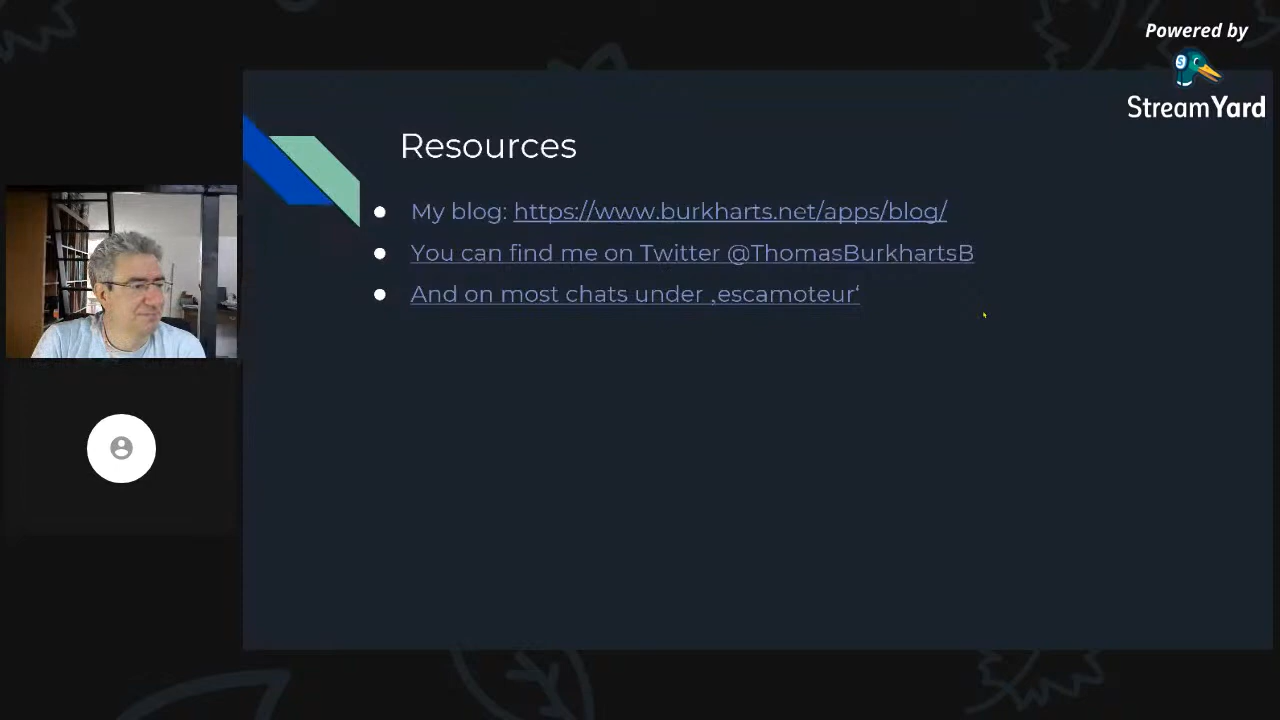 Powered by
StreamYard
Resources
My blog: https://www.burkharts.net/apps/blog/
You can find me on Twitter @ThomasBurkhartsB
And on most chats under ‚escamoteur‘